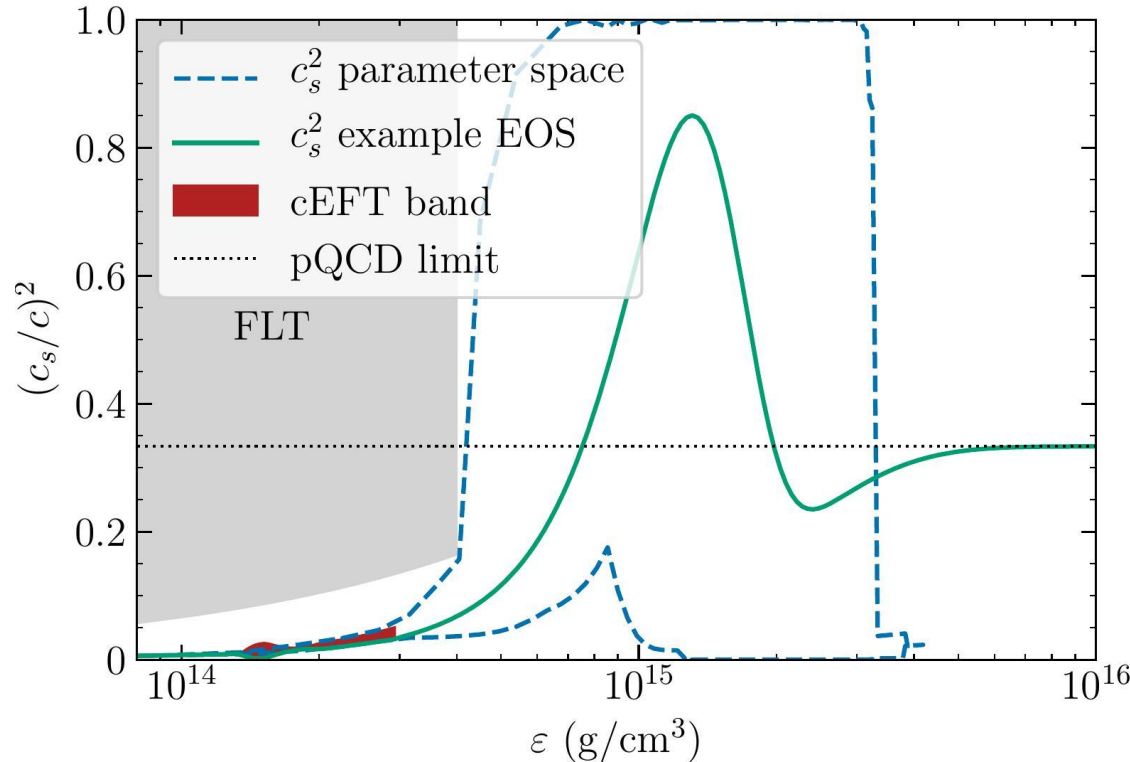 1.0
0.8
0.6
0.4
0.2
0
(c_s/c)^2
c_s^2 parameter space
c_s^2 example EOS
cEFT band
pQCD limit
FLT
10^14
10^15
10^16
ε (g/cm^3)